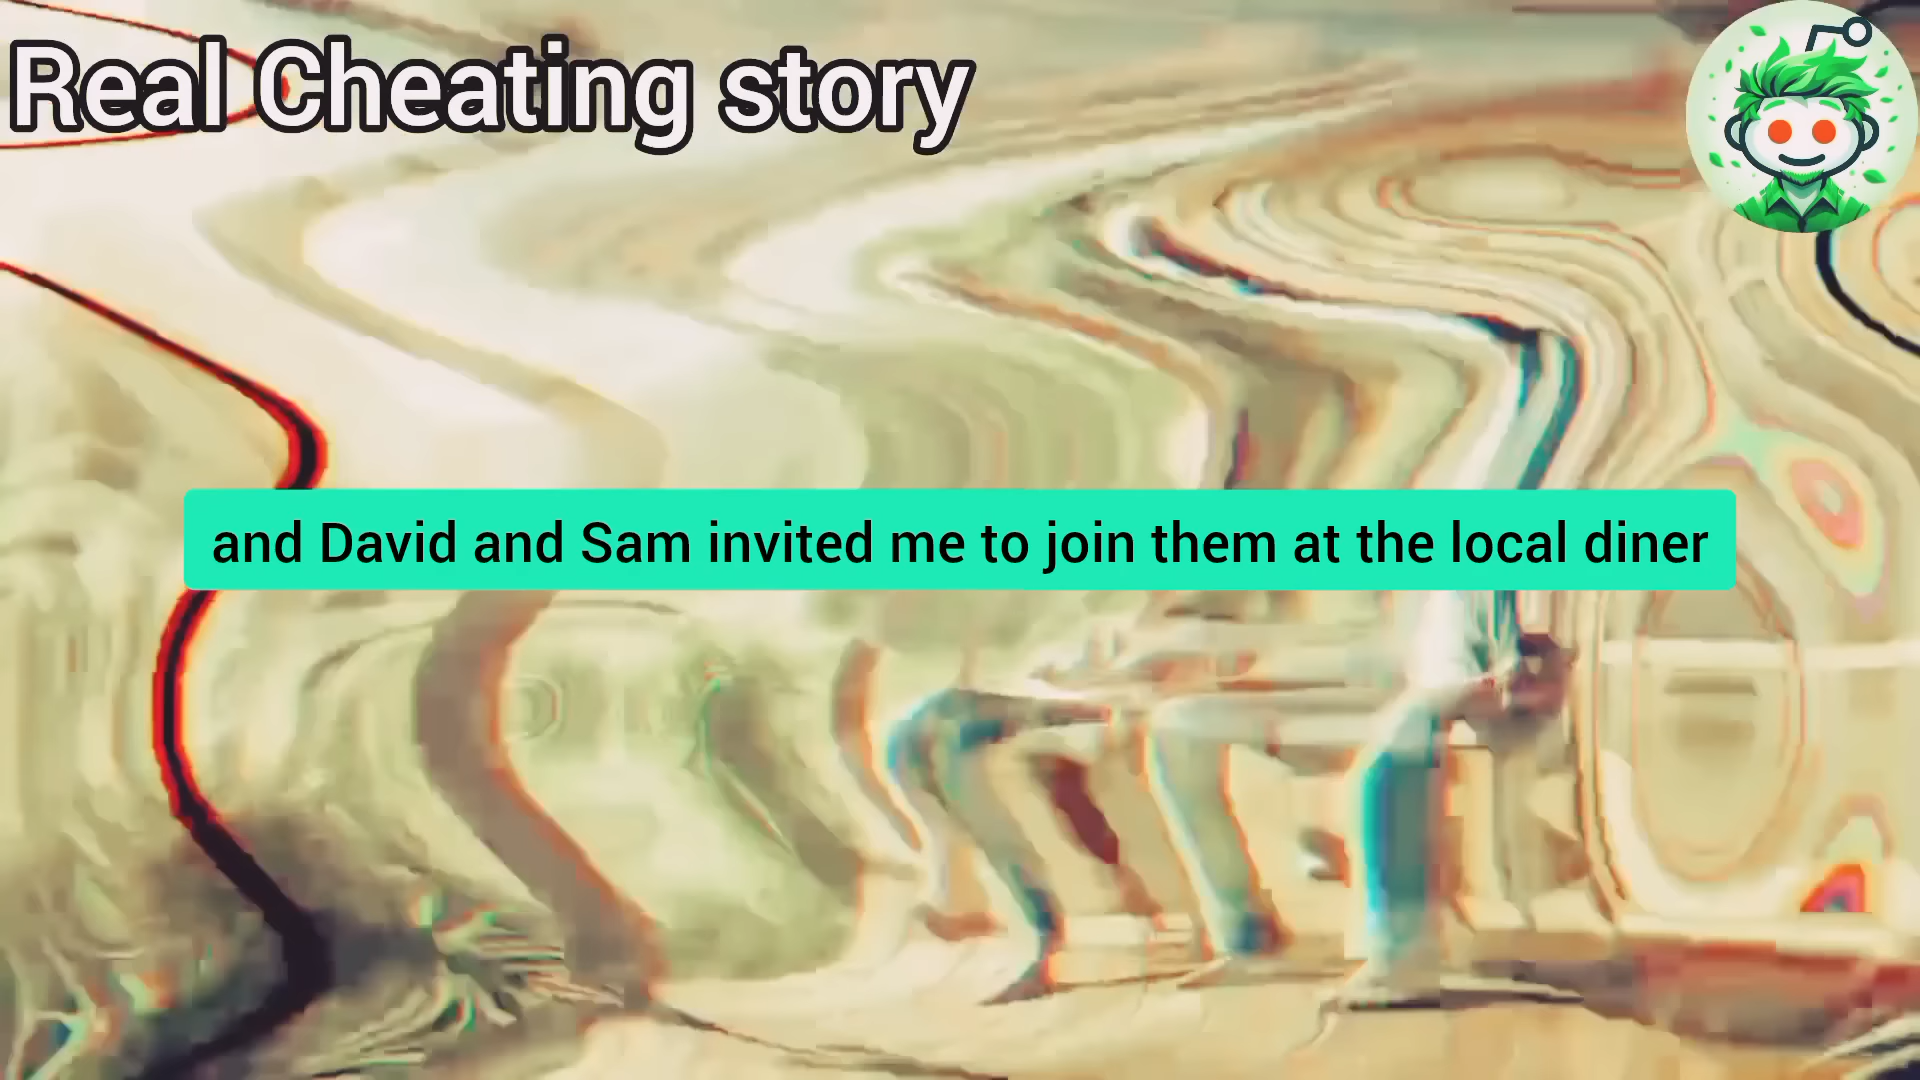 Real Cheating story
and David and Sam invited me to join them at the local diner